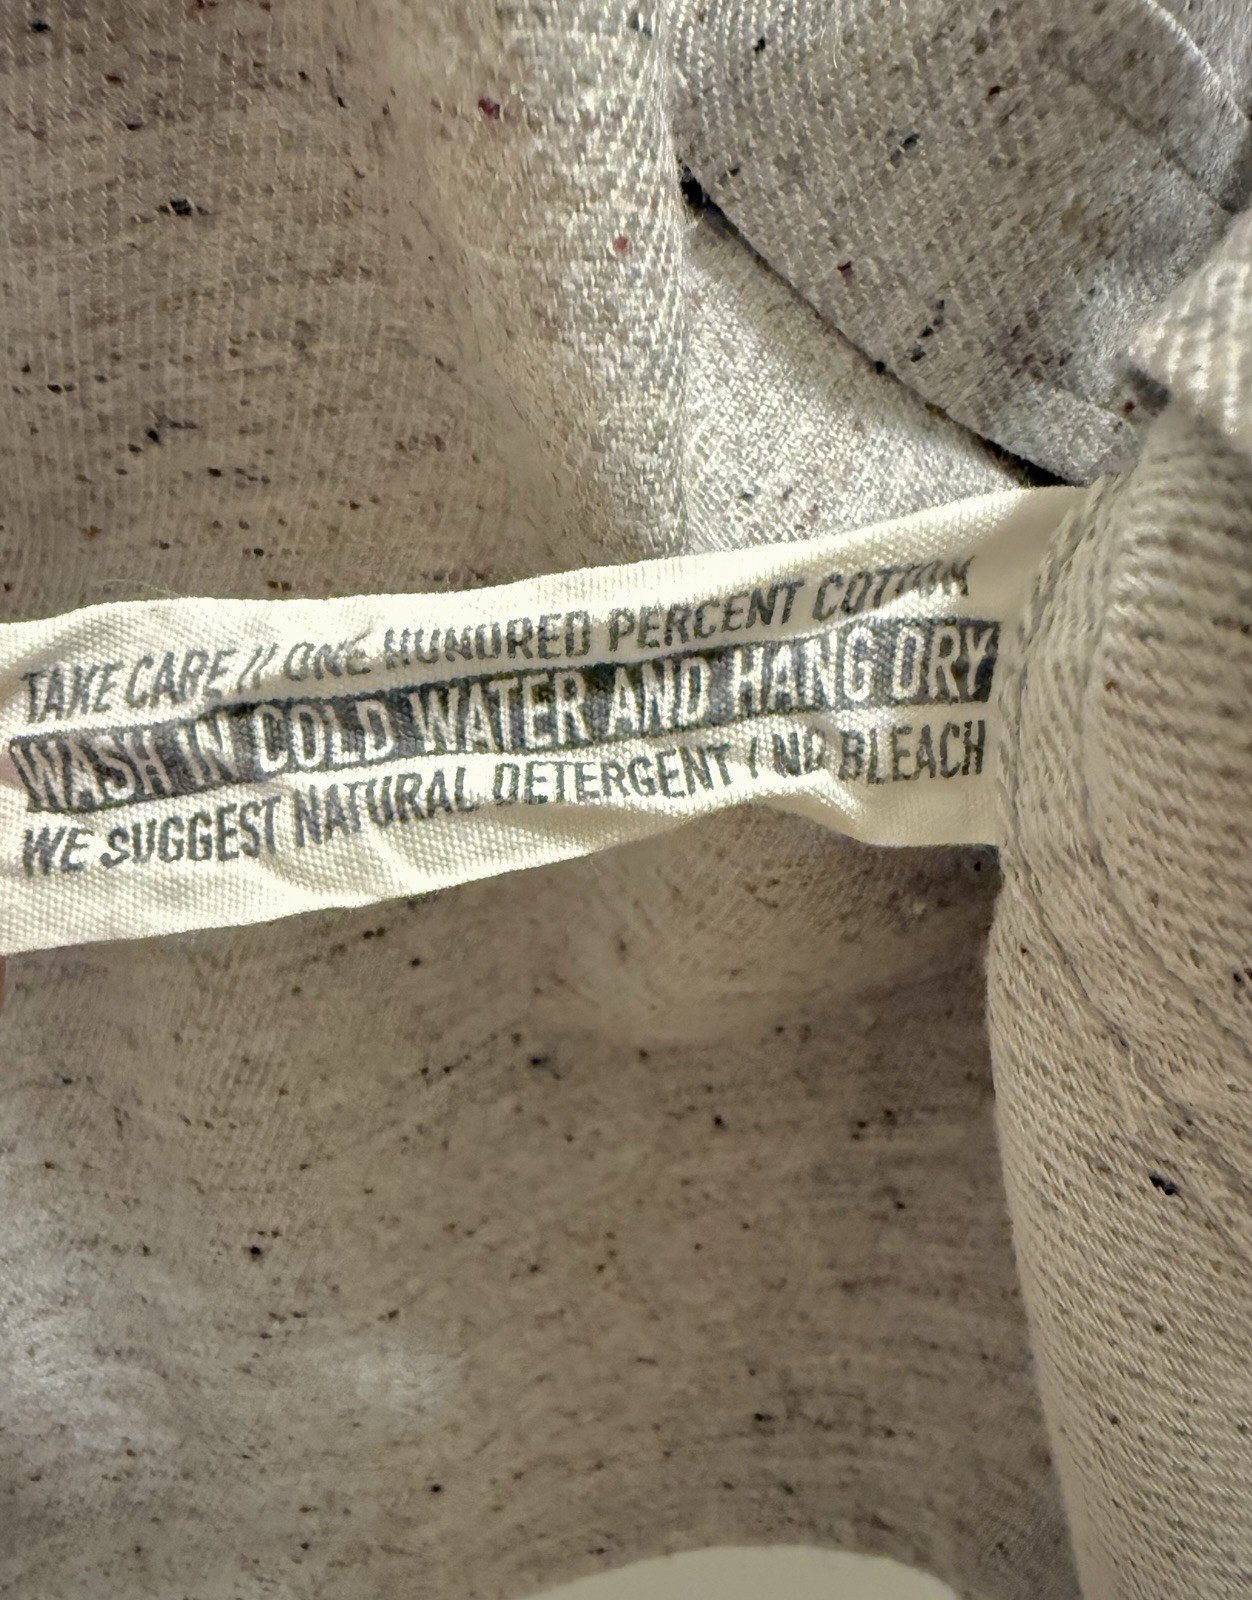 TAKE CARE // ONE HUNDRED PERCENT COTTON
WASH IN COLD WATER AND HANG DRY
WE SUGGEST NATURAL DETERGENT / NO BLEACH